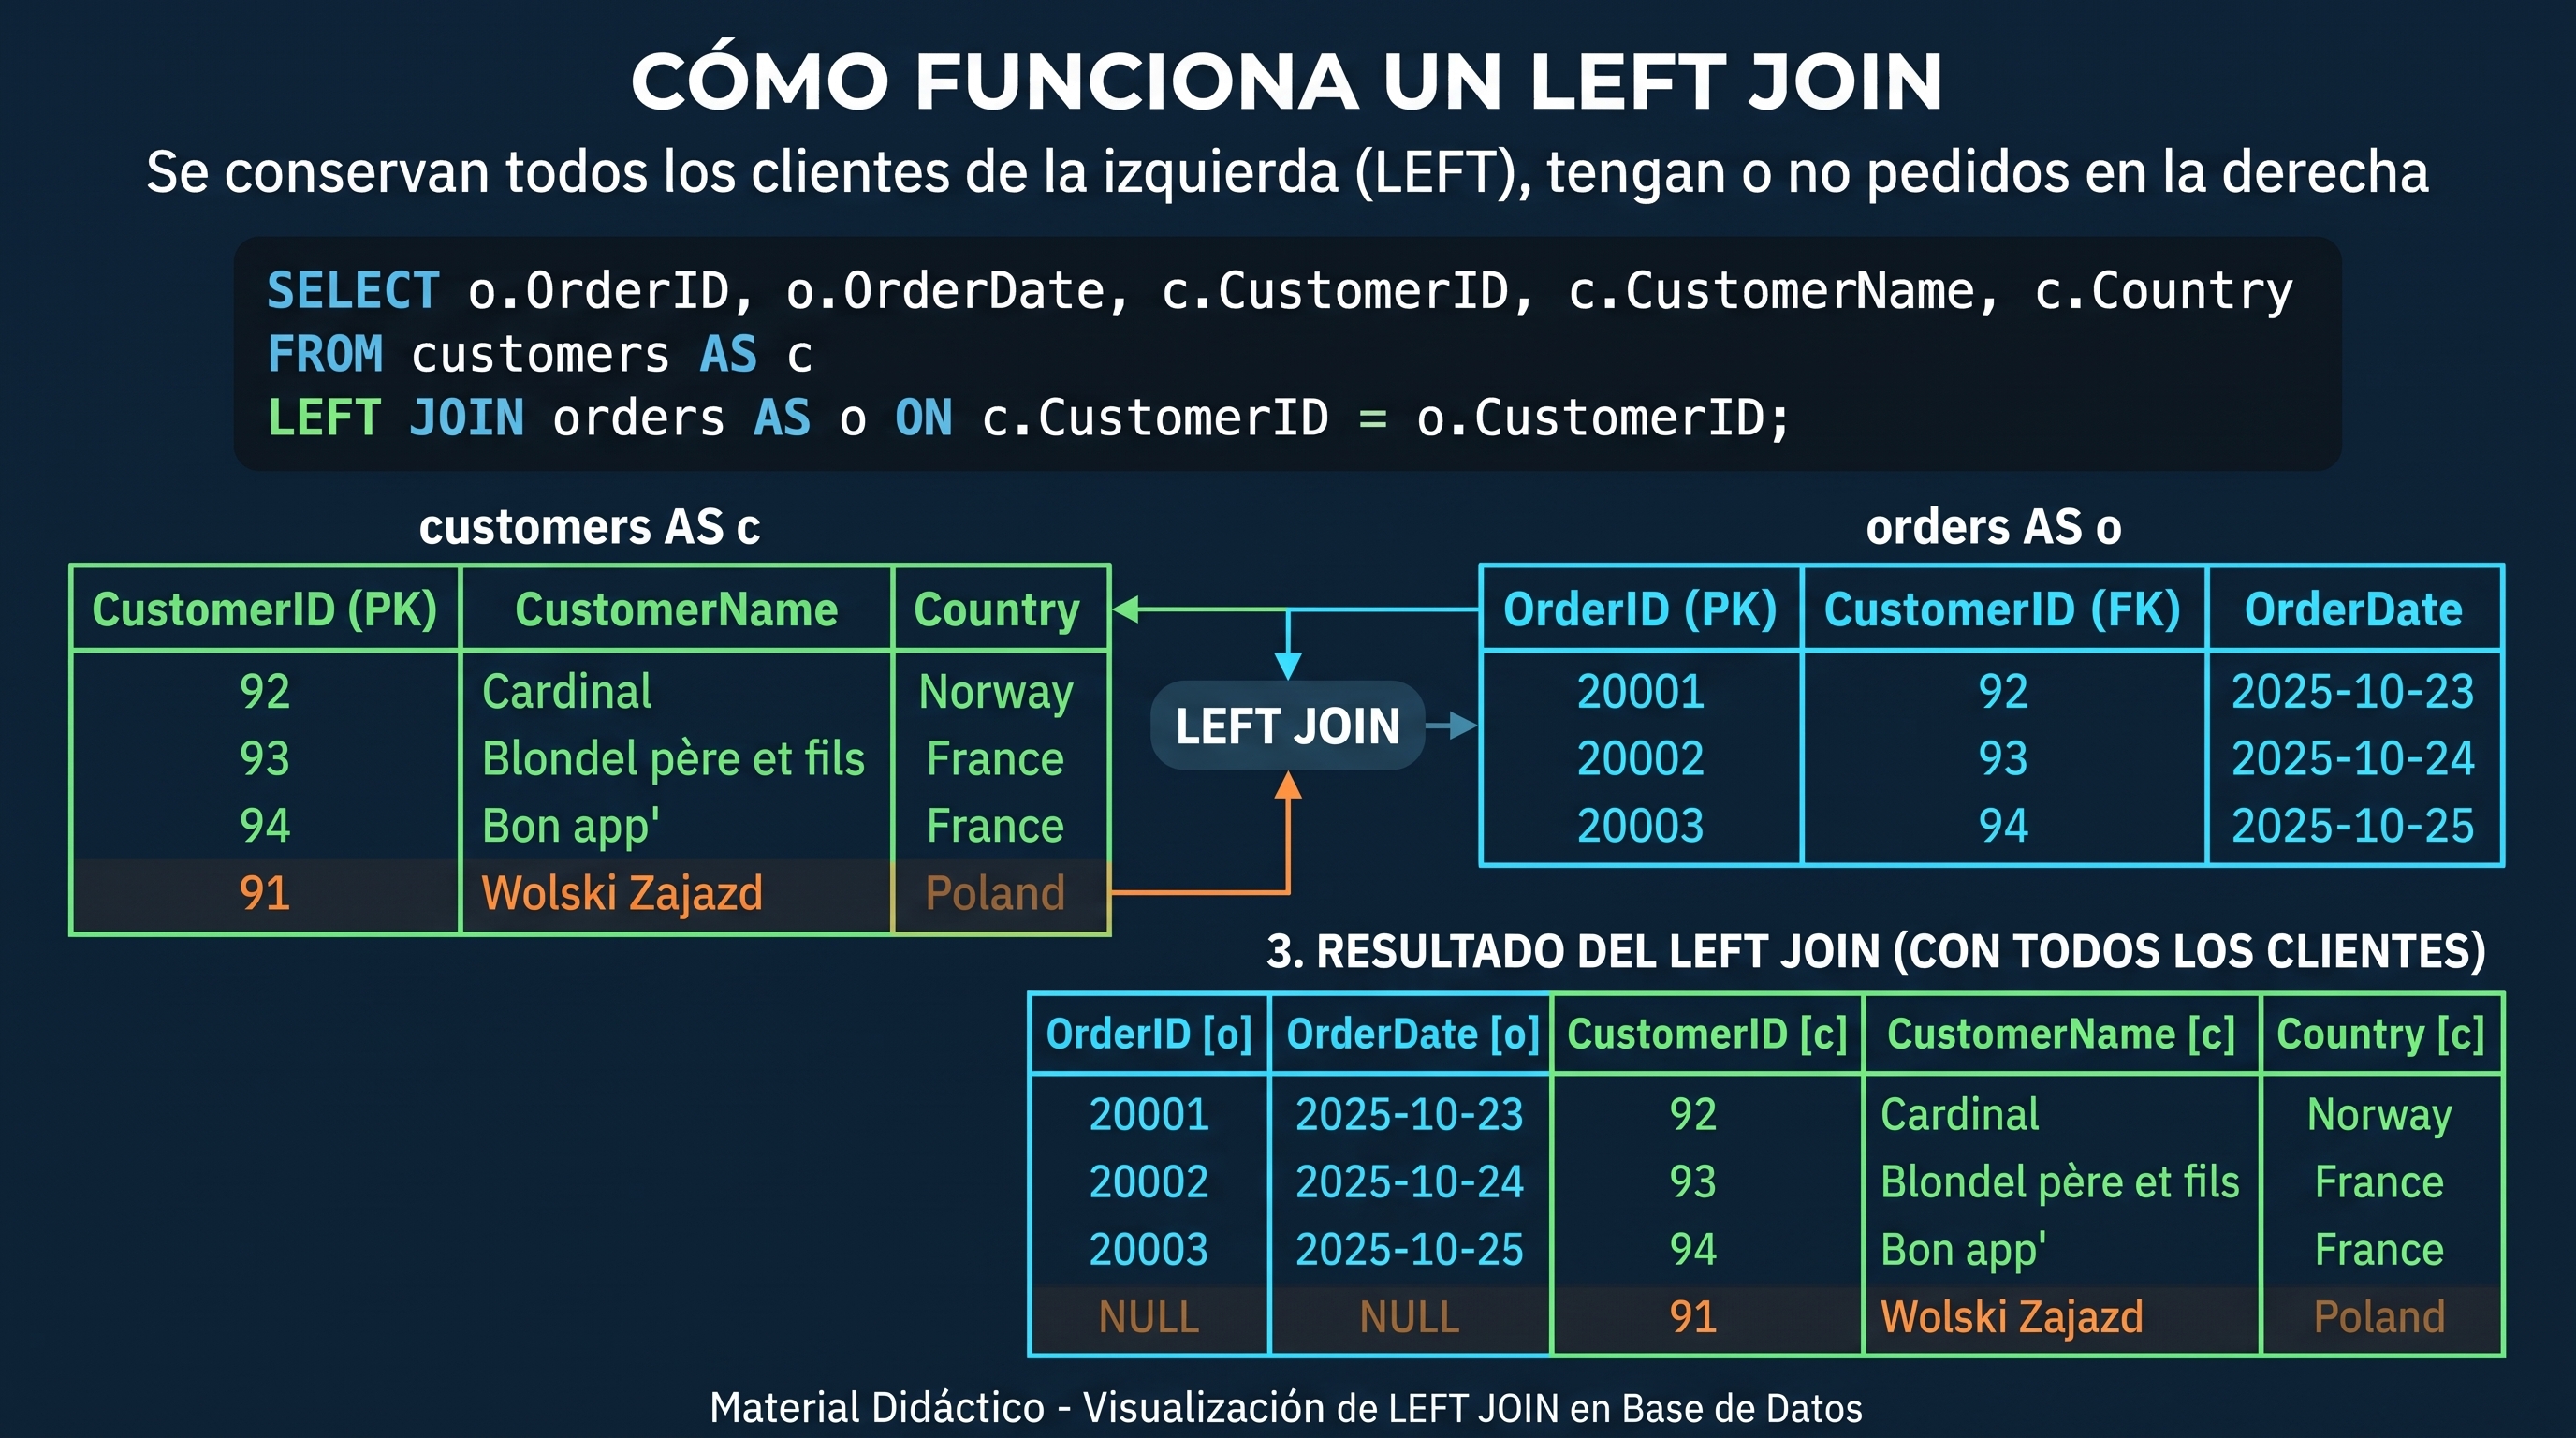 CÓMO FUNCIONA UN LEFT JOIN
Se conservan todos los clientes de la izquierda (LEFT), tengan o no pedidos en la derecha
SELECT o.OrderID, o.OrderDate, c.CustomerID, c.CustomerName, c.Country
FROM customers AS c
LEFT JOIN orders AS o ON c.CustomerID = o.CustomerID;
customers AS c
CustomerID (PK) CustomerName Country
92 Cardinal Norway
93 Blondel père et fils France
94 Bon app' France
91 Wolski Zajazd Poland
LEFT JOIN
orders AS o
OrderID (PK) CustomerID (FK) OrderDate
20001 92 2025-10-23
20002 93 2025-10-24
20003 94 2025-10-25
3. RESULTADO DEL LEFT JOIN (CON TODOS LOS CLIENTES)
OrderID [o] OrderDate [o] CustomerID [c] CustomerName [c] Country [c]
20001 2025-10-23 92 Cardinal Norway
20002 2025-10-24 93 Blondel père et fils France
20003 2025-10-25 94 Bon app' France
NULL NULL 91 Wolski Zajazd Poland
Material Didáctico - Visualización de LEFT JOIN en Base de Datos